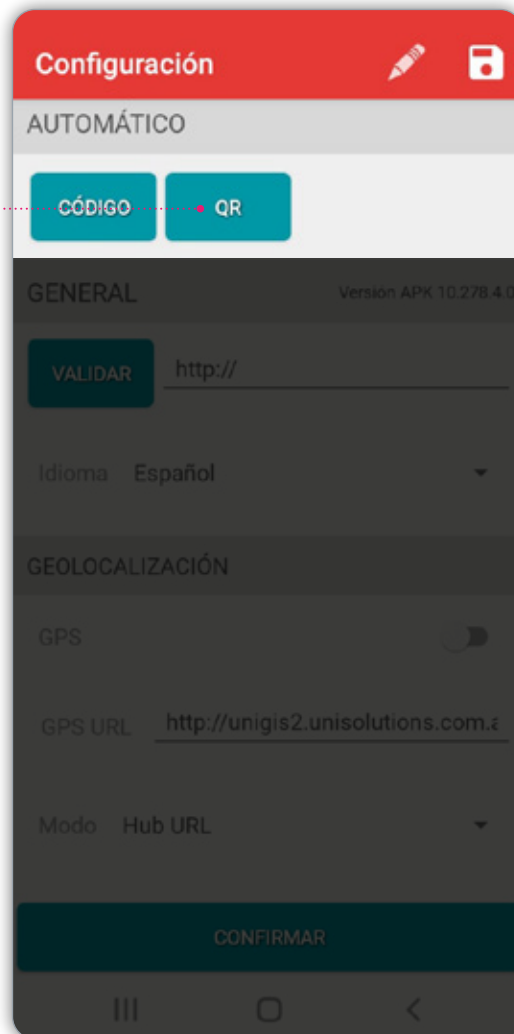 Configuración
AUTOMÁTICO
CÓDIGO QR
GENERAL Versión APK 10.278.4.0
VALIDAR http://
Idioma Español
GEOLOCALIZACIÓN
GPS
GPS URL http://unigis2.unisolutions.com.a
Modo Hub URL
CONFIRMAR